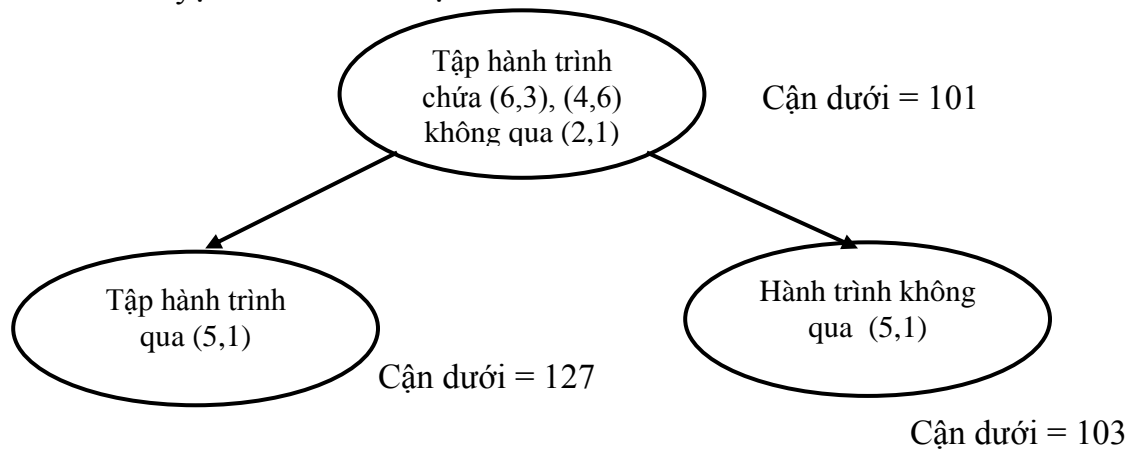 Tập hành trình
chứa (6,3), (4,6)
không qua (2,1)
Cận dưới = 101
Tập hành trình
qua (5,1)
Cận dưới = 127
Hành trình không
qua (5,1)
Cận dưới = 103